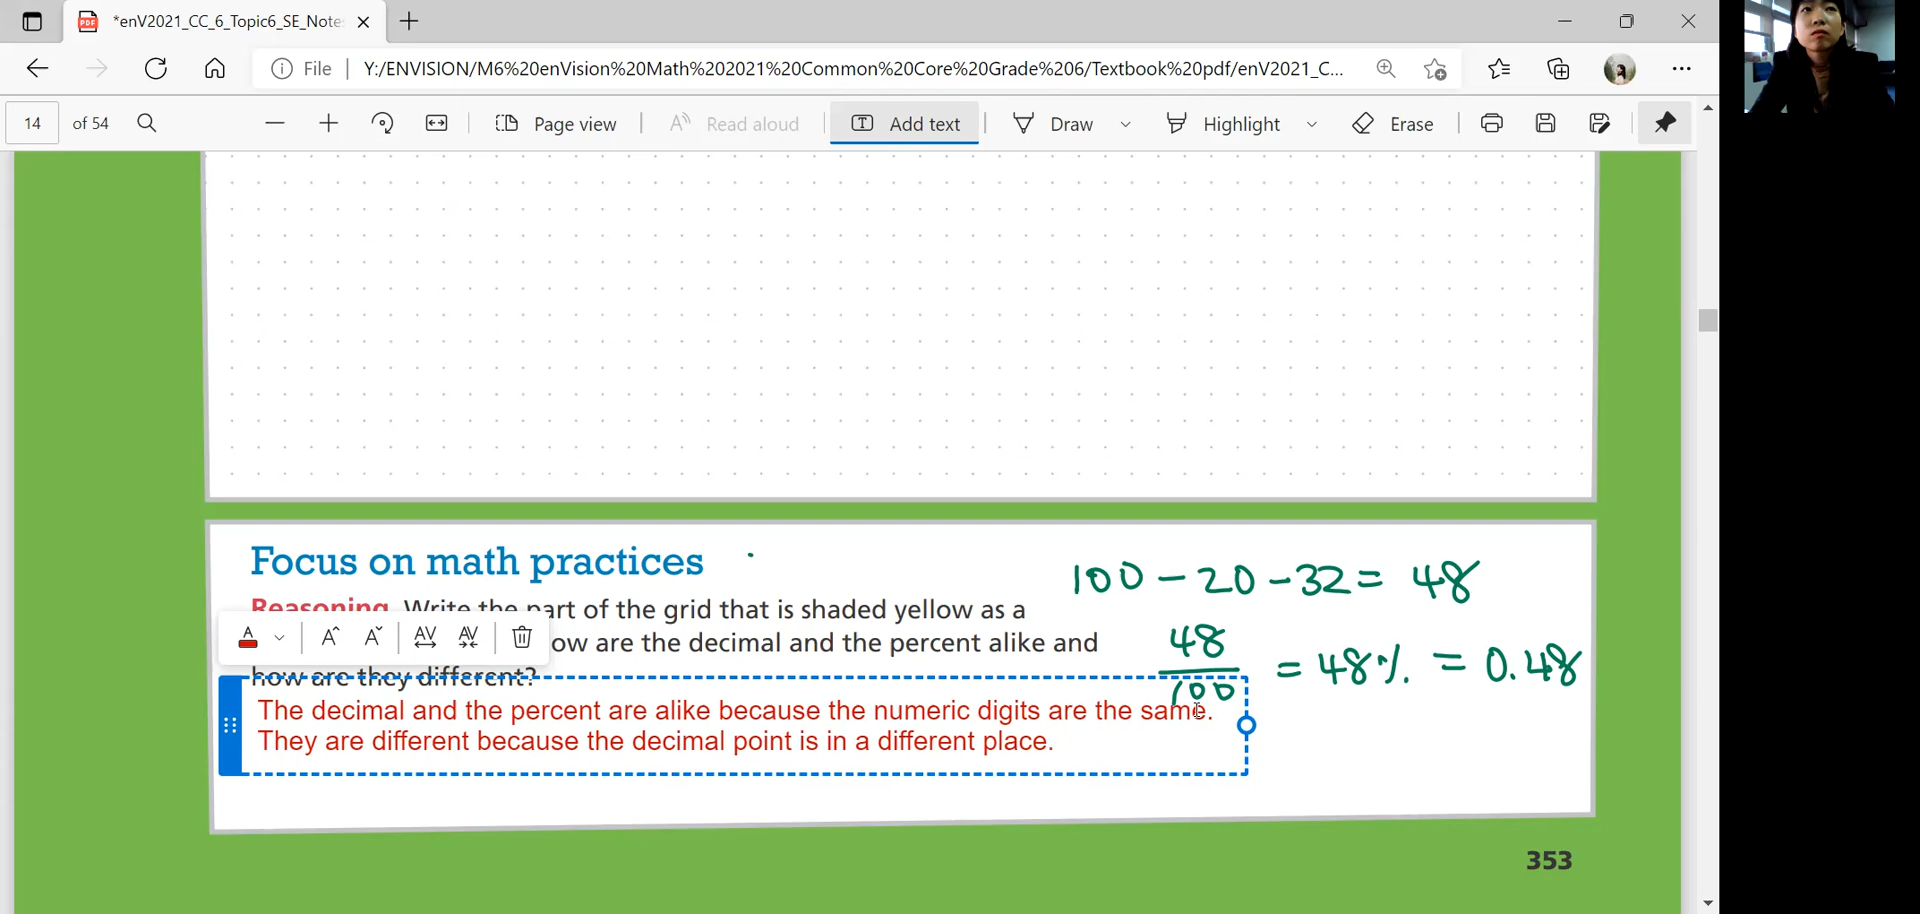 *enV2021_CC_6_Topic6_SE_Note
File
Y:/ENVISION/M6%20enVision%20Math%202021%20Common%20Core%20Grade%206/Textbook%20pdf/enV2021_C...
14 of 54
Page view
Read aloud
Add text
Draw
Highlight
Erase
Focus on math practices
100 - 20 - 32 = 48
Reasoning Write the part of the grid that is shaded yellow as a
ow are the decimal and the percent alike and
how are they different?
48/100 = 48% = 0.48
The decimal and the percent are alike because the numeric digits are the same.
They are different because the decimal point is in a different place.
353